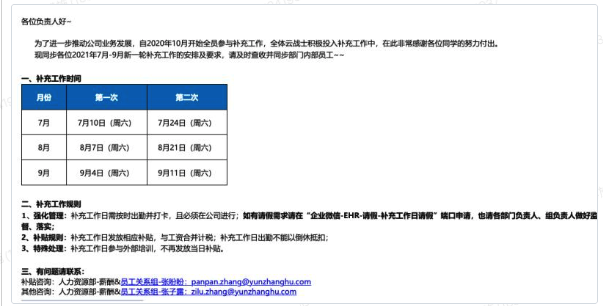 各位负责人好~
为了进一步推动公司业务发展，自2020年10月开始全员参与补充工作，全体云战士积极投入补充工作中，在此非常感谢各位同学的努力付出。
现同步各位2021年7月-9月新一轮补充工作的安排及要求，请及时查收并同步部门内部员工~~
一、补充工作时间
月份 第一次 第二次
7月 7月10日（周六） 7月24日（周六）
8月 8月7日（周六） 8月21日（周六）
9月 9月4日（周六） 9月11日（周六）
二、补充工作规则
1、强化管理：补充工作日需按时出勤并打卡，且必须在公司进行；如有请假需求请在“企业微信-EHR-请假-补充工作日请假”端口申请，也请各部门负责人、组负责人做好监
督、落实；
2、补贴规则：补充工作日发放相应补贴，与工资合并计税；补充工作日出勤不能以倒休抵扣；
3、特殊处理：补充工作日参与外部培训，不再发放当日补贴。
三、有问题请联系：
补贴咨询：人力资源部-薪酬&员工关系组-张盼盼：panpan.zhang@yunzhanghu.com
其他咨询：人力资源部-薪酬&员工关系组-张子露：zilu.zhang@yunzhanghu.com